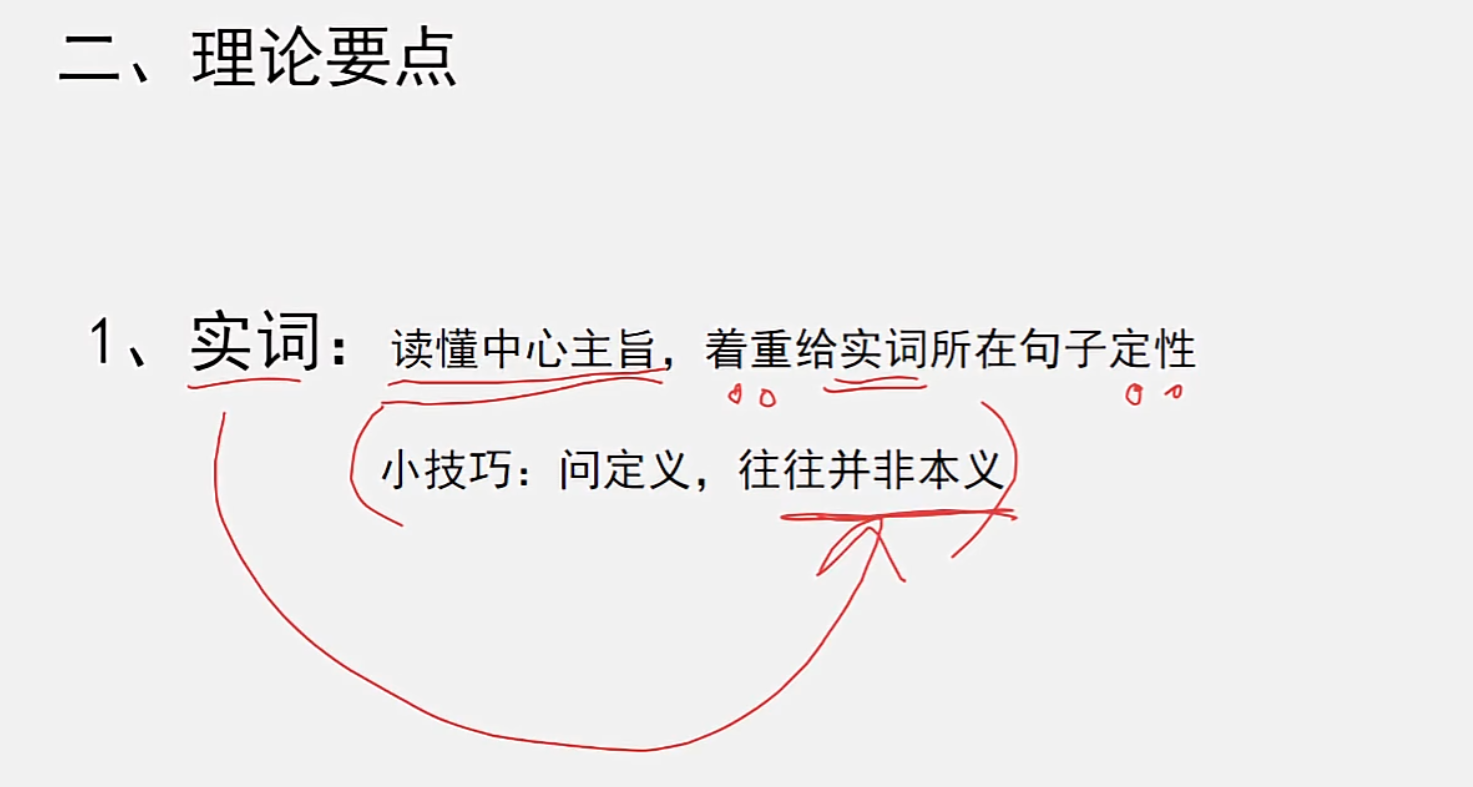 二、理论要点
1、实词：读懂中心主旨，着重给实词所在句子定性
小技巧：问定义，往往并非本义